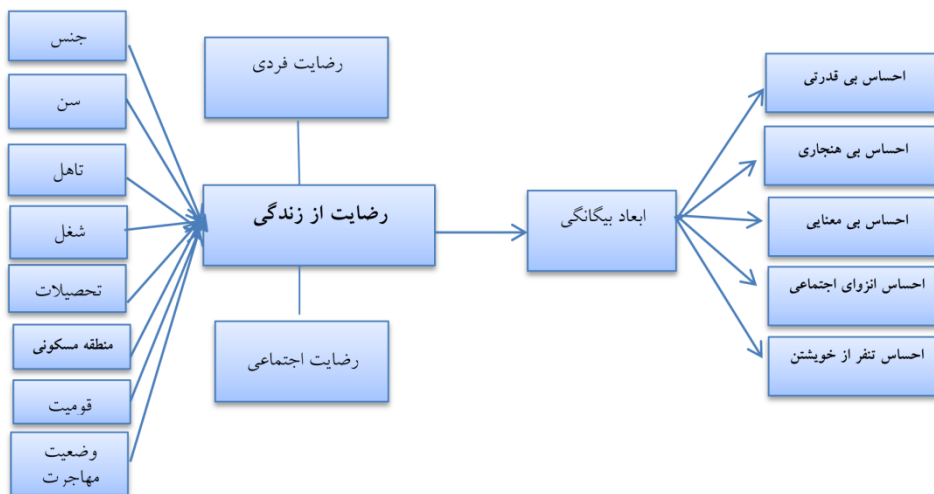 جنس
سن
تاهل
شغل
تحصیلات
منطقه مسکونی
قومیت
وضعیت
مهاجرت
رضایت فردی
رضایت از زندگی
رضایت اجتماعی
ابعاد بیگانگی
احساس بی قدرتی
احساس بی هنجاری
احساس بی معنایی
احساس انزوای اجتماعی
احساس تنفر از خویشتن